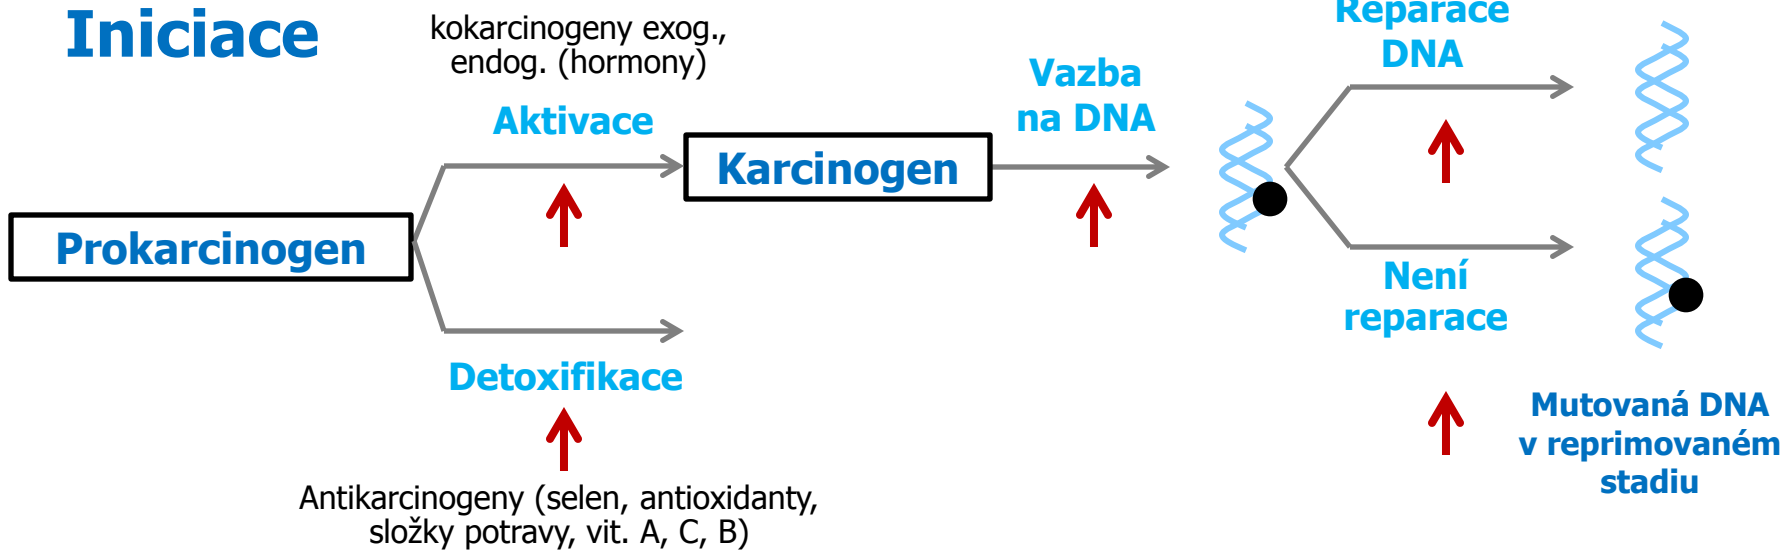 Iniciace
kokarcinogeny exog.,
endog. (hormony)
Aktivace
Prokarcinogen
Karcinogen
Detoxifikace
Antikarcinogeny (selen, antioxidanty,
složky potravy, vit. A, C, B)
Vazba
na DNA
Reparace
DNA
Není
reparace
Mutovaná DNA
v reprimovaném
stadiu